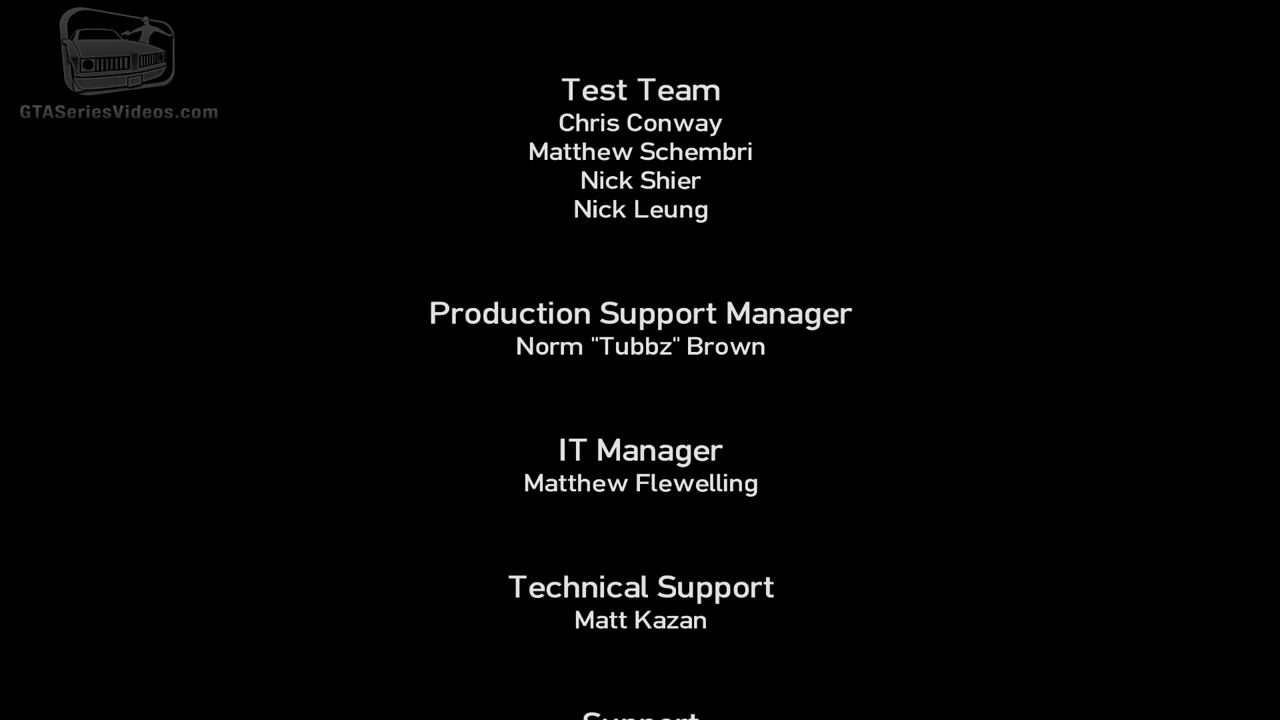 GTASeriesVideos.com
Test Team
Chris Conway
Matthew Schembri
Nick Shier
Nick Leung
Production Support Manager
Norm "Tubbz" Brown
IT Manager
Matthew Flewelling
Technical Support
Matt Kazan
Support